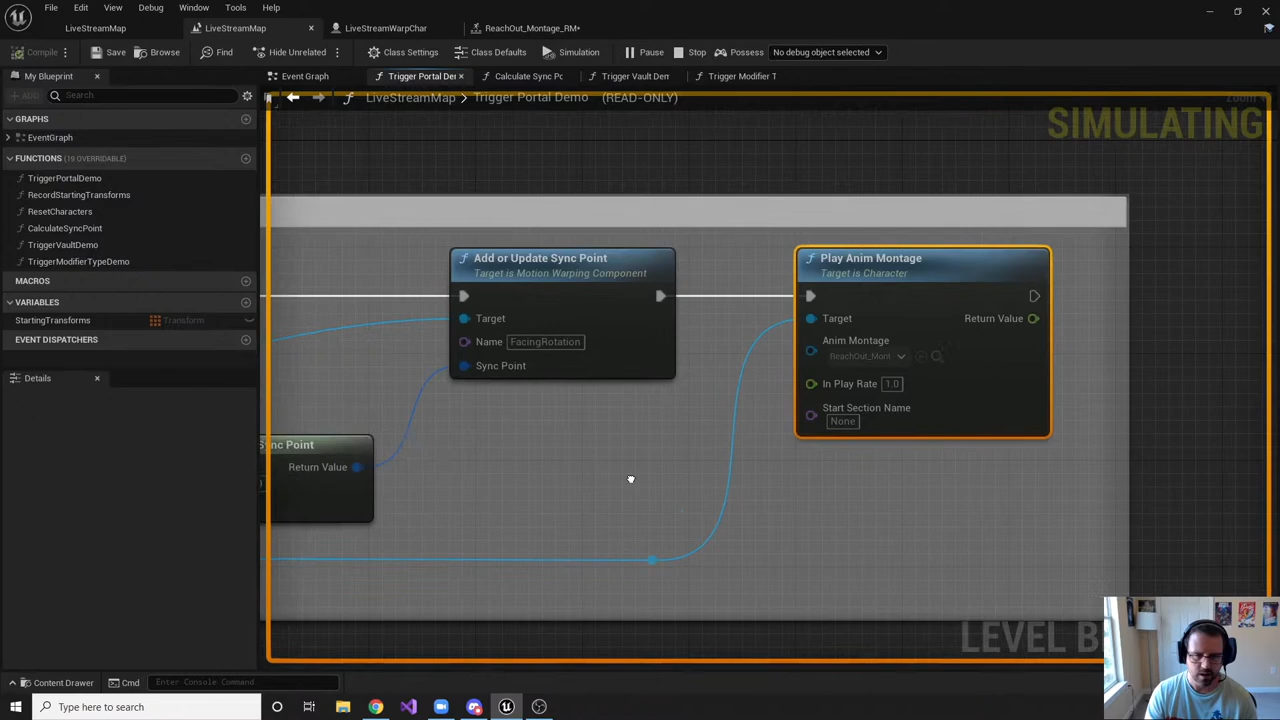 File Edit View Debug Window Tools Help
LiveStreamMap LiveStreamMap LiveStreamWarpChar ReachOut_Montage_RM*
Compile Save Browse Find Hide Unrelated Class Settings Class Defaults Simulation Pause Stop Possess No debug object selected
My Blueprint Event Graph Trigger Portal Der Calculate Sync Pc Trigger Vault Dem Trigger Modifier T
ADD Search LiveStreamMap > Trigger Portal Demo (READ-ONLY) Zoom
SIMULATING
GRAPHS
EventGraph
FUNCTIONS (19 OVERRIDABLE)
TriggerPortalDemo
RecordStartingTransforms
ResetCharacters
CalculateSyncPoint
TriggerVaultDemo
TriggerModifierTypeDemo
MACROS
VARIABLES
StartingTransforms Transform
EVENT DISPATCHERS
Details
Add or Update Sync Point
Target is Motion Warping Component
Target
Name FacingRotation
Sync Point
Play Anim Montage
Target is Character
Target Return Value
Anim Montage
ReachOut_Mont
In Play Rate 1.0
Start Section Name
None
Sync Point
Return Value
LEVEL B
Content Drawer Cmd Enter Console Command
Type here to search